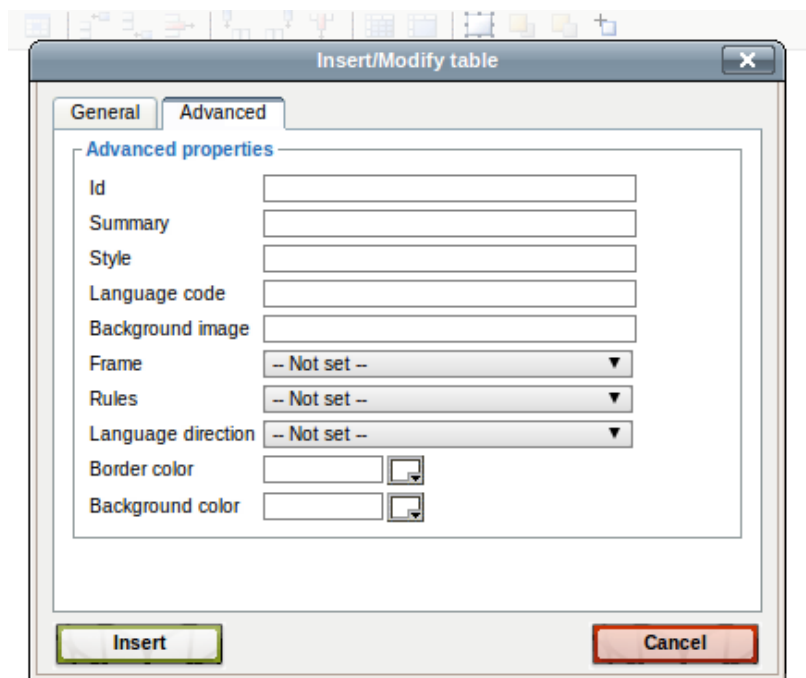 Insert/Modify table
General Advanced
Advanced properties
Id
Summary
Style
Language code
Background image
Frame -- Not set --
Rules -- Not set --
Language direction -- Not set --
Border color
Background color
Insert Cancel